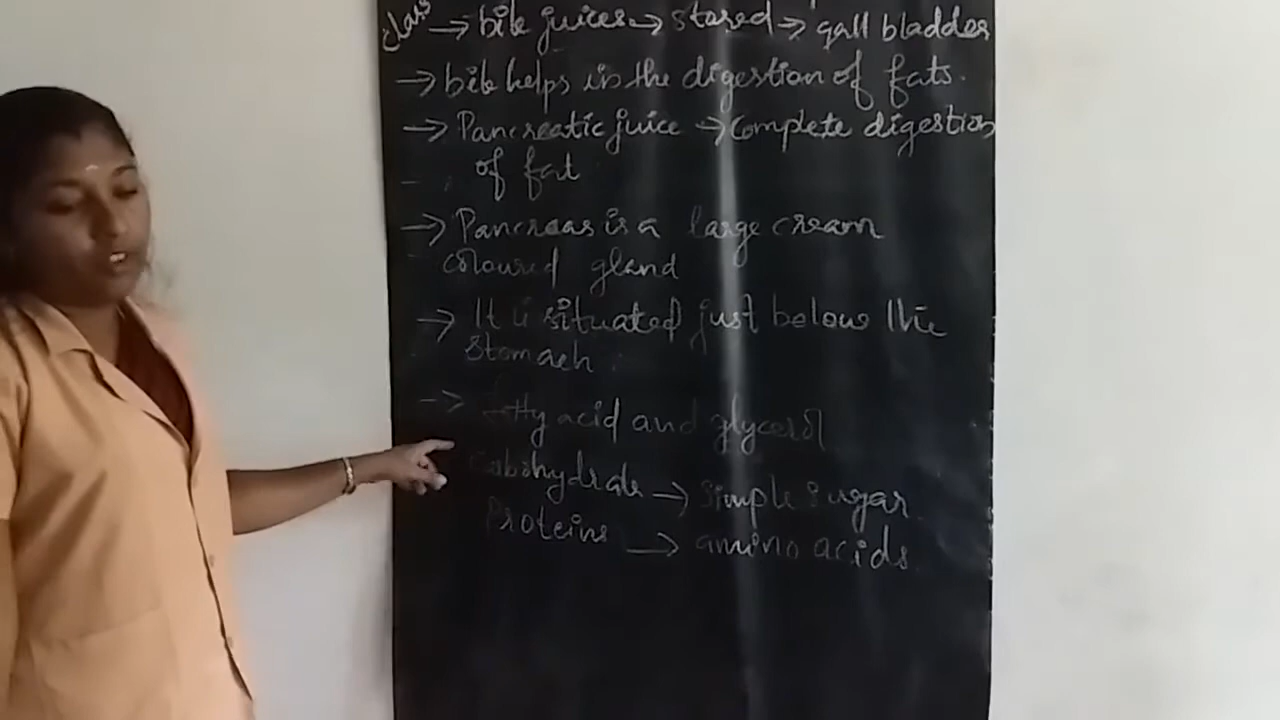 class → bile juices → stored → gall bladder
→ bile helps in the digestion of fats.
→ Pancreatic juice → Complete digestion
of fat
→ Pancreas is a large cream
coloured gland
→ It is situated just below the
Stomach.
→ fatty acid and glycerol
Cabohydrate → Simple Sugar
Proteins → amino acids.